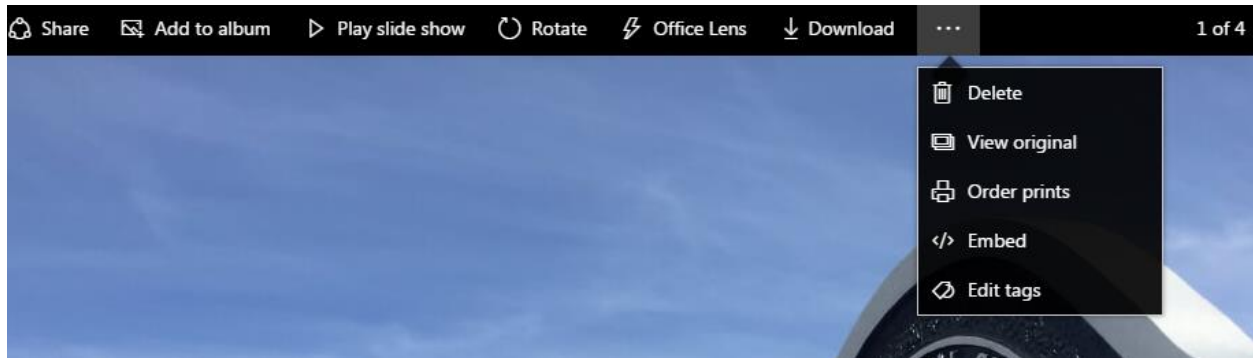 Share Add to album Play slide show Rotate Office Lens Download ··· 1 of 4
Delete
View original
Order prints
</> Embed
Edit tags